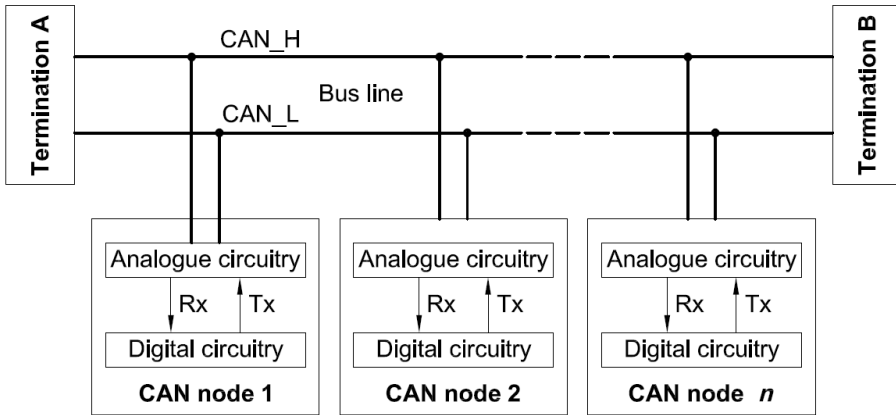 Termination A
CAN_H
Bus line
CAN_L
Termination B
Analogue circuitry
Rx
Tx
Digital circuitry
CAN node 1
Analogue circuitry
Rx
Tx
Digital circuitry
CAN node 2
Analogue circuitry
Rx
Tx
Digital circuitry
CAN node n